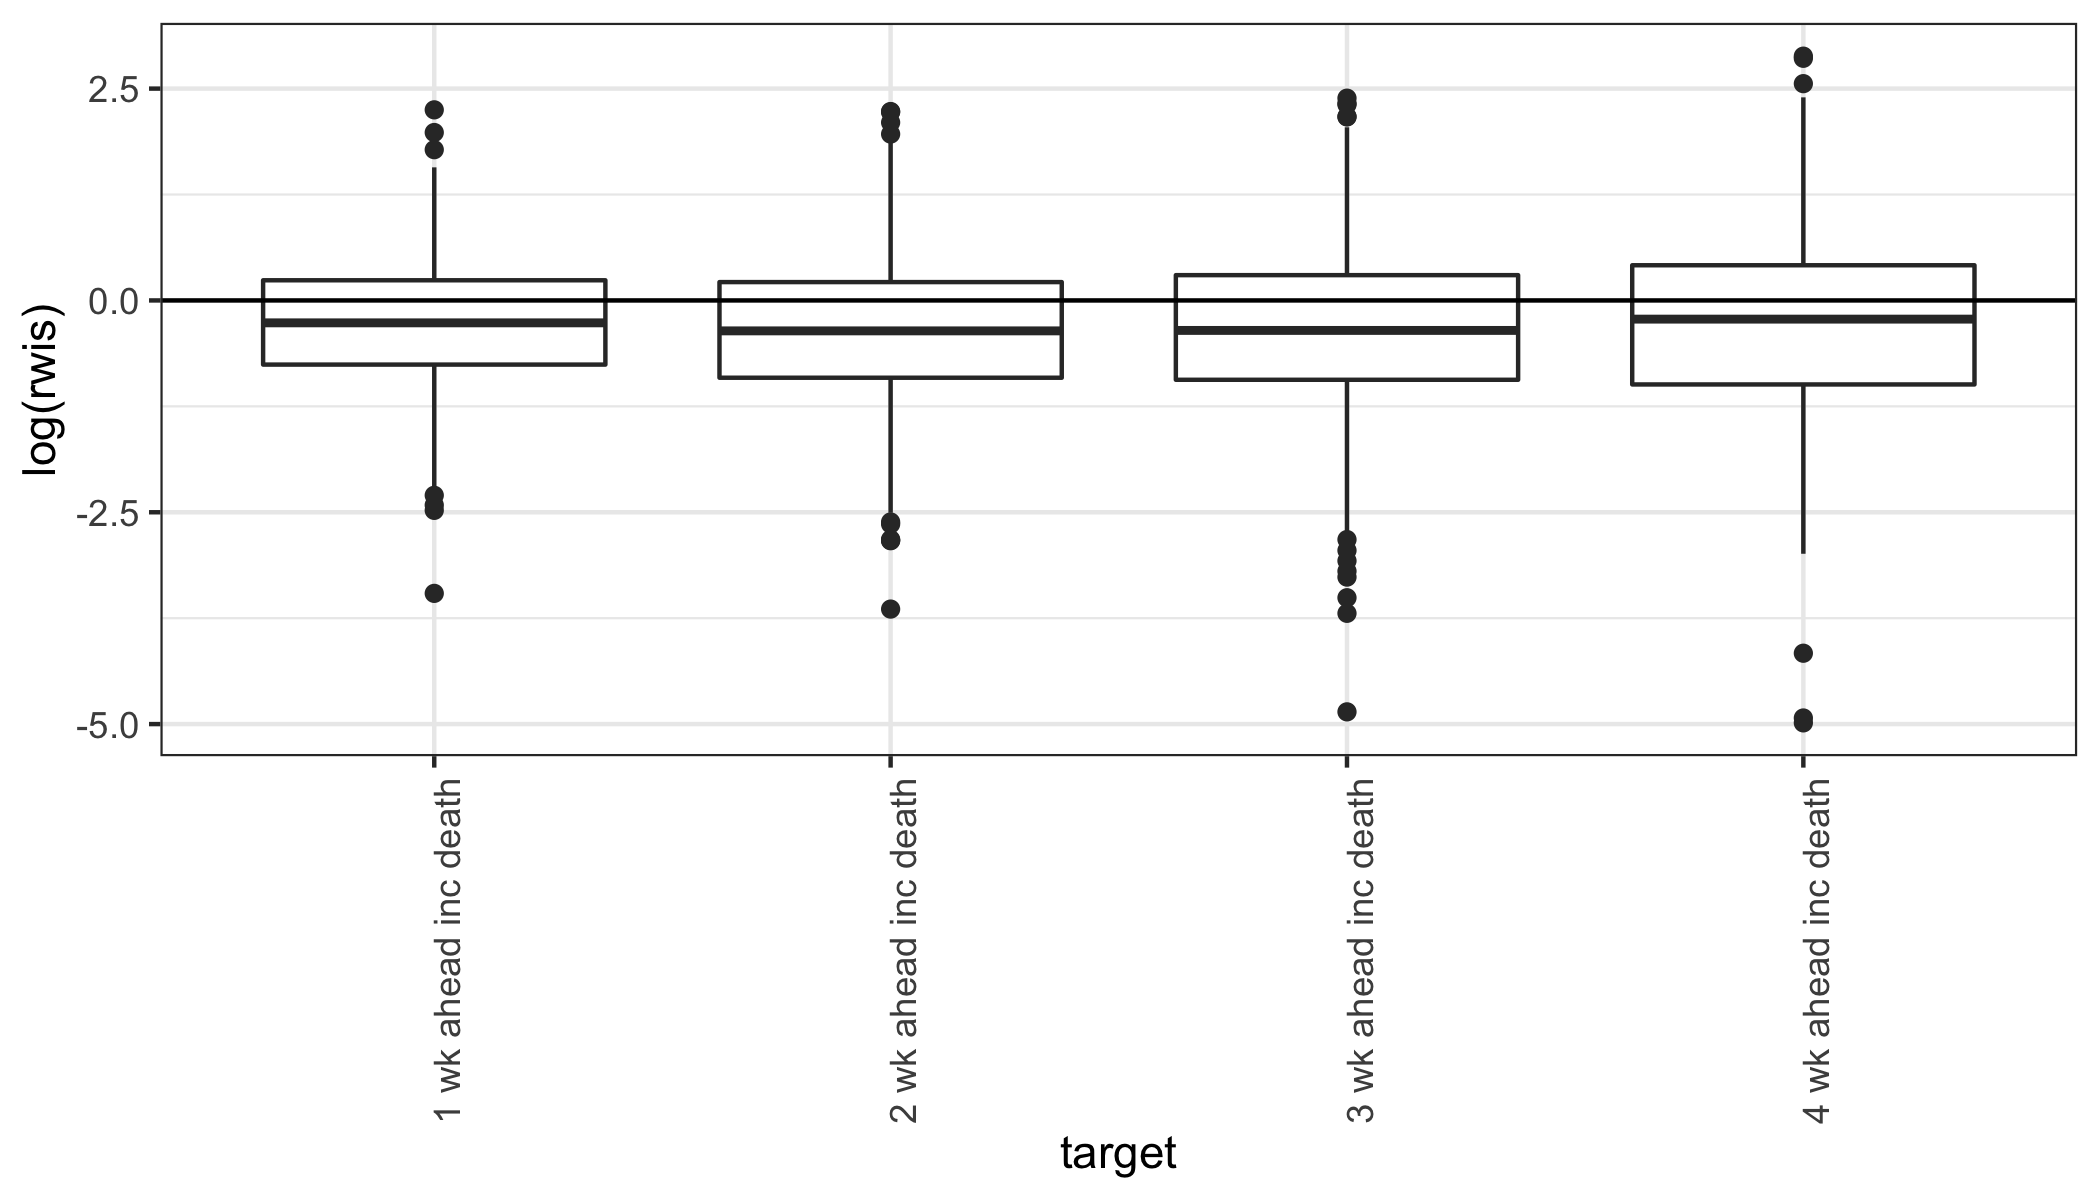 log(rwis)
2.5
0.0
-2.5
-5.0
1 wk ahead inc death
2 wk ahead inc death
3 wk ahead inc death
4 wk ahead inc death
target